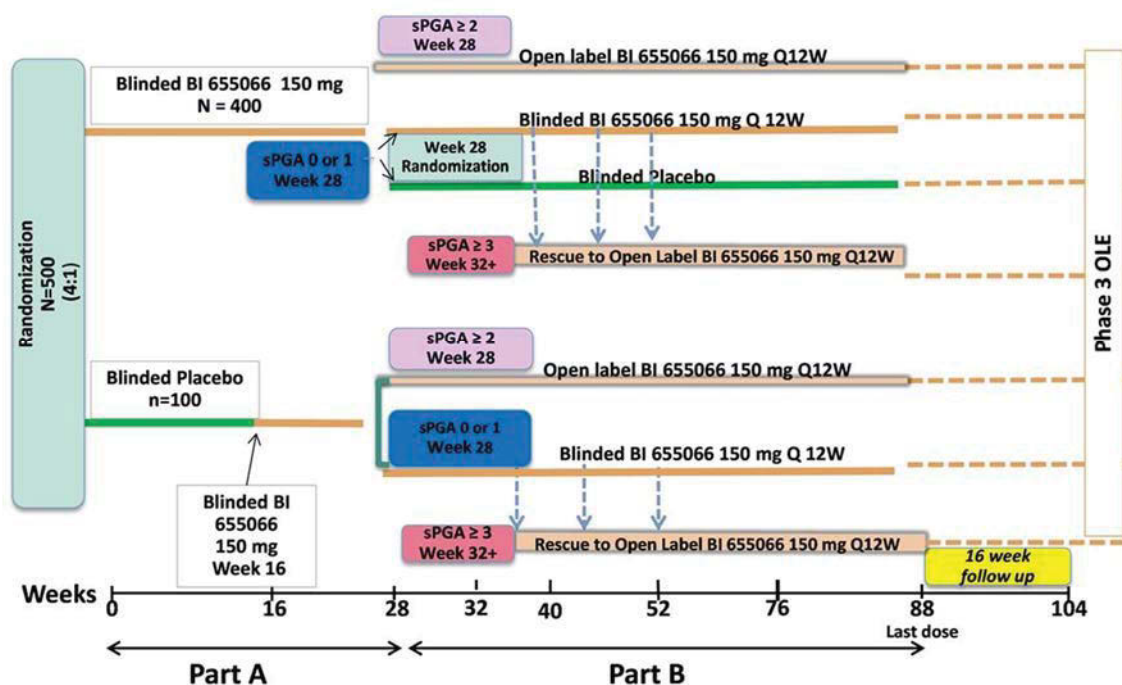 Randomization
N=500
(4:1)
Blinded BI 655066 150 mg
N = 400
sPGA ≥ 2
Week 28
Open label BI 655066 150 mg Q12W
sPGA 0 or 1
Week 28
Blinded BI 655066 150 mg Q 12W
Week 28
Randomization
Blinded Placebo
sPGA ≥ 3
Week 32+
Rescue to Open Label BI 655066 150 mg Q12W
Blinded Placebo
n=100
Blinded BI
655066
150 mg
Week 16
sPGA ≥ 2
Week 28
Open label BI 655066 150 mg Q12W
sPGA 0 or 1
Week 28
Blinded BI 655066 150 mg Q 12W
sPGA ≥ 3
Week 32+
Rescue to Open Label BI 655066 150 mg Q12W
Phase 3 OLE
16 week
follow up
Weeks
0 16 28 32 40 52 76 88 104
Last dose
Part A Part B